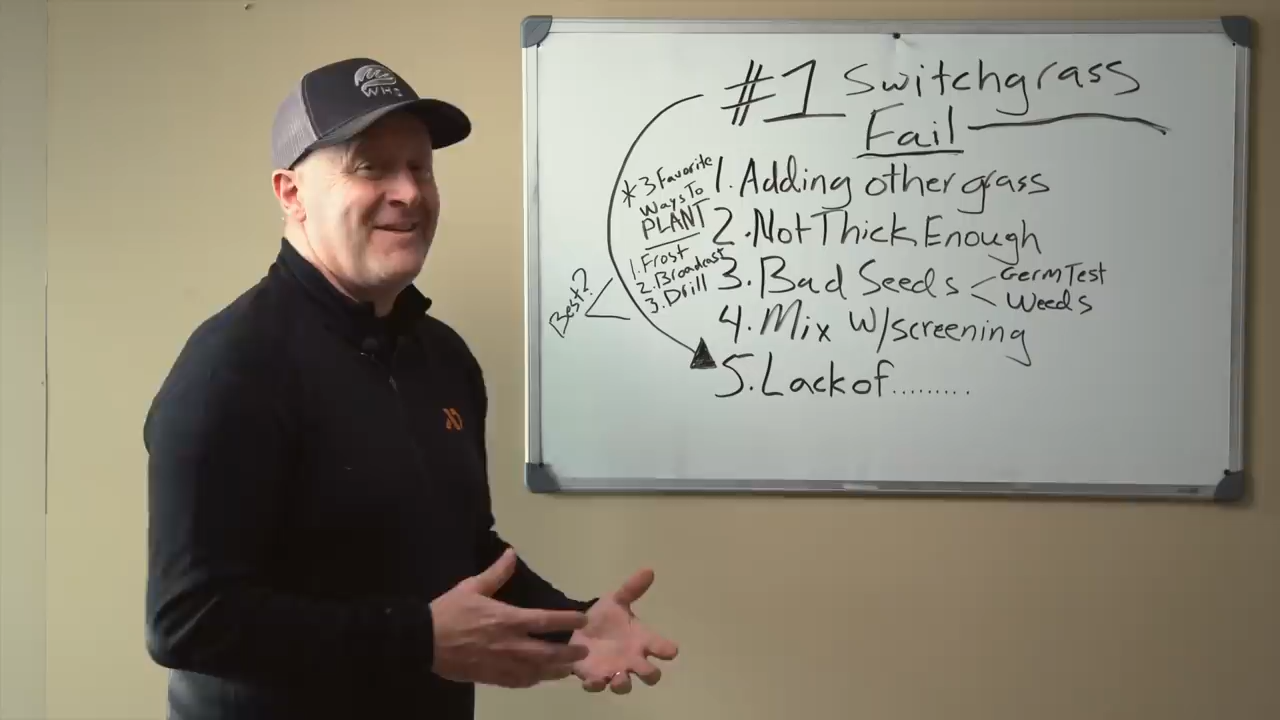 WHS
#1 Switchgrass
Fail
* 3 Favorite
Ways To
PLANT
1. Frost
2. Broadcast
3. Drill
Best?
1. Adding other grass
2. Not Thick Enough
3. Bad Seeds
Germ Test
Weeds
4. Mix W/screening
5. Lack of.........